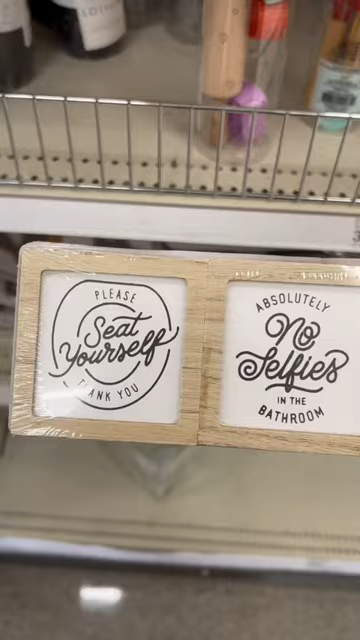 PLEASE
Seat
Yourself
THANK YOU
ABSOLUTELY
No
Selfies
IN THE
BATHROOM